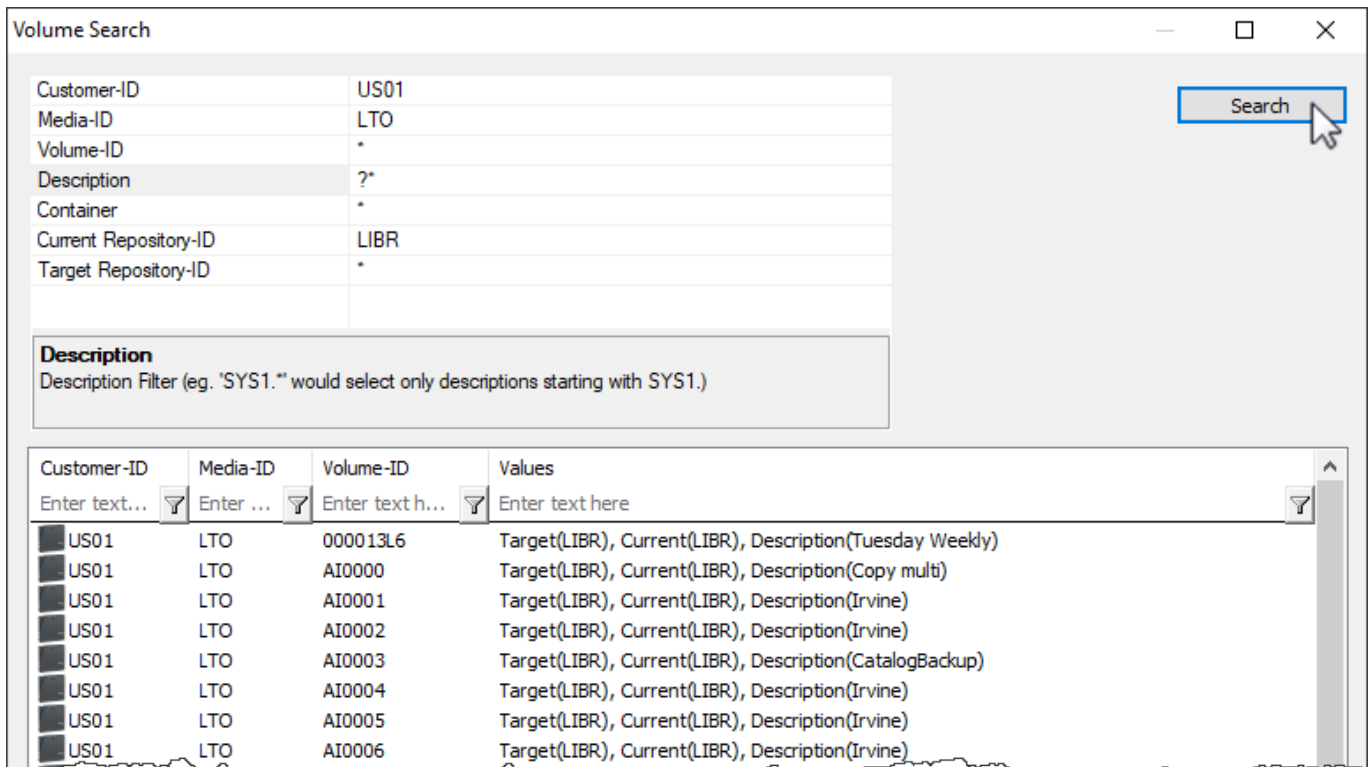 Volume Search
Customer-ID US01
Search
Media-ID LTO
Volume-ID *
Description ?*
Container *
Current Repository-ID LIBR
Target Repository-ID *
Description
Description Filter (eg. 'SYS1.*' would select only descriptions starting with SYS1.)
Customer-ID Media-ID Volume-ID Values
Enter text... Enter ... Enter text h... Enter text here
US01 LTO 000013L6 Target(LIBR), Current(LIBR), Description(Tuesday Weekly)
US01 LTO AI0000 Target(LIBR), Current(LIBR), Description(Copy multi)
US01 LTO AI0001 Target(LIBR), Current(LIBR), Description(Irvine)
US01 LTO AI0002 Target(LIBR), Current(LIBR), Description(Irvine)
US01 LTO AI0003 Target(LIBR), Current(LIBR), Description(CatalogBackup)
US01 LTO AI0004 Target(LIBR), Current(LIBR), Description(Irvine)
US01 LTO AI0005 Target(LIBR), Current(LIBR), Description(Irvine)
US01 LTO AI0006 Target(LIBR), Current(LIBR), Description(Irvine)